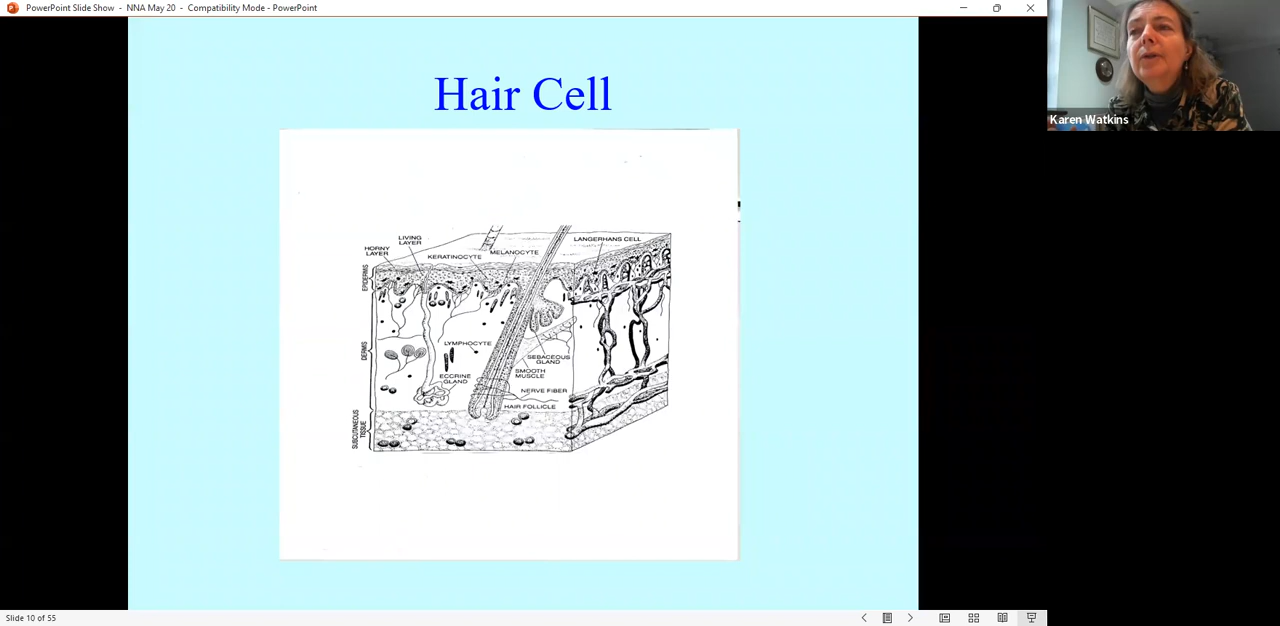 PowerPoint Slide Show - NNA May 20 - Compatibility Mode - PowerPoint
Karen Watkins
Hair Cell
LIVING
LAYER
HORNY
LAYER
KERATINOCYTE
MELANOCYTE
LANGERHANS CELL
EPIDERMIS
DERMIS
LYMPHOCYTE
SEBACEOUS
GLAND
SMOOTH
MUSCLE
ECCRINE
GLAND
NERVE FIBER
HAIR FOLLICLE
SUSCUTANEOUS
TISSUE
Slide 10 of 55